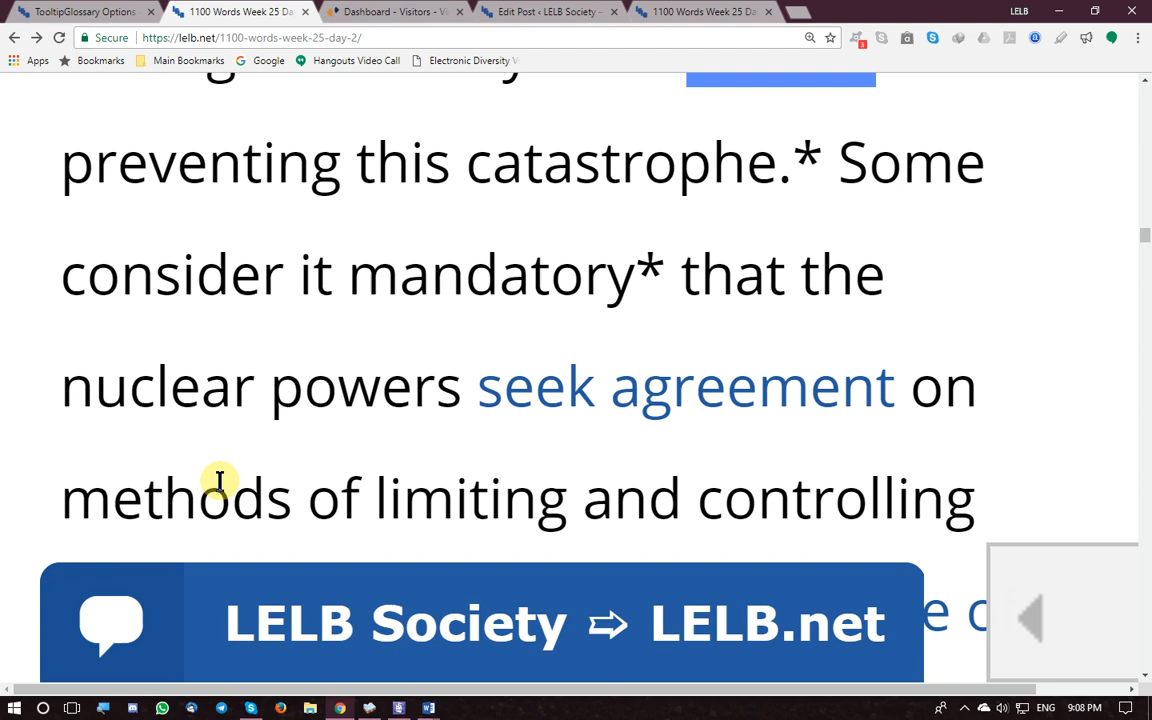 TooltipGlossary Options
1100 Words Week 25 Da
Dashboard - Visitors - Vi
Edit Post ‹ LELB Society –
1100 Words Week 25 Da
LELB
Secure
https://lelb.net/1100-words-week-25-day-2/
Apps
Bookmarks
Main Bookmarks
Google
Hangouts Video Call
Electronic Diversity Vi
preventing this catastrophe.* Some
consider it mandatory* that the
nuclear powers seek agreement on
methods of limiting and controlling
LELB Society ⇨ LELB.net
ENG
9:08 PM